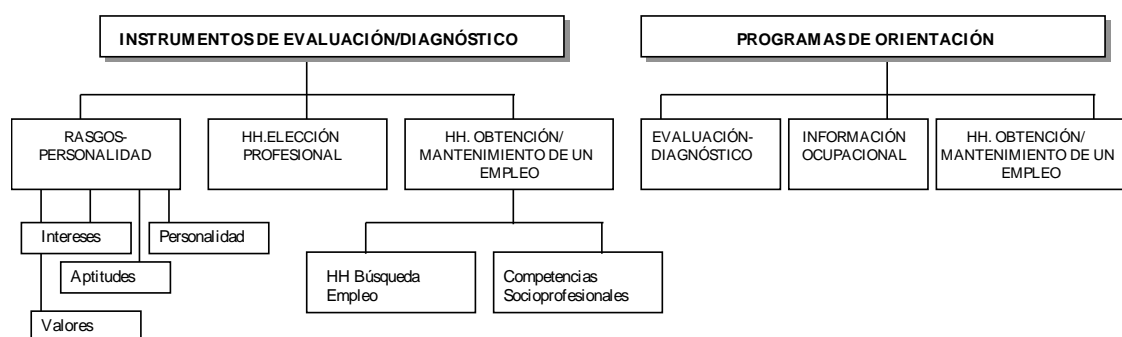 INSTRUMENTOS DE EVALUACIÓN/DIAGNÓSTICO
PROGRAMAS DE ORIENTACIÓN
RASGOS-
PERSONALIDAD
HH.ELECCIÓN
PROFESIONAL
HH. OBTENCIÓN/
MANTENIMIENTO DE UN
EMPLEO
EVALUACIÓN-
DIAGNÓSTICO
INFORMACIÓN
OCUPACIONAL
HH. OBTENCIÓN/
MANTENIMIENTO DE UN
EMPLEO
Intereses
Personalidad
Aptitudes
Valores
HH Búsqueda
Empleo
Competencias
Socioprofesionales